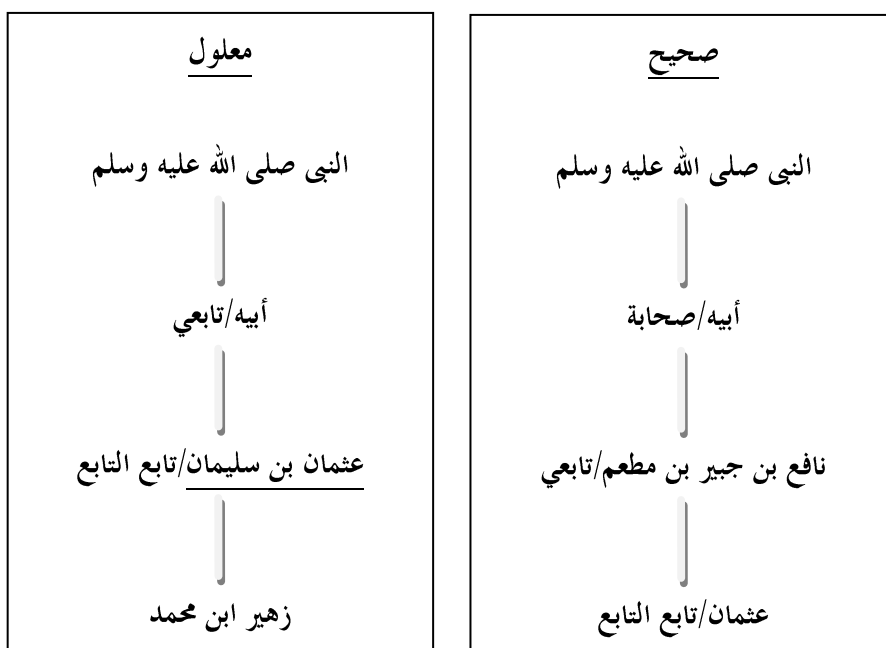 صحيح
النبى صلى الله عليه وسلم
أبيه/صحابة
نافع بن جبير بن مطعم/تابعي
عثمان/تابع التابع
معلول
النبى صلى الله عليه وسلم
أبيه/تابعي
عثمان بن سليمان/تابع التابع
زهير ابن محمد